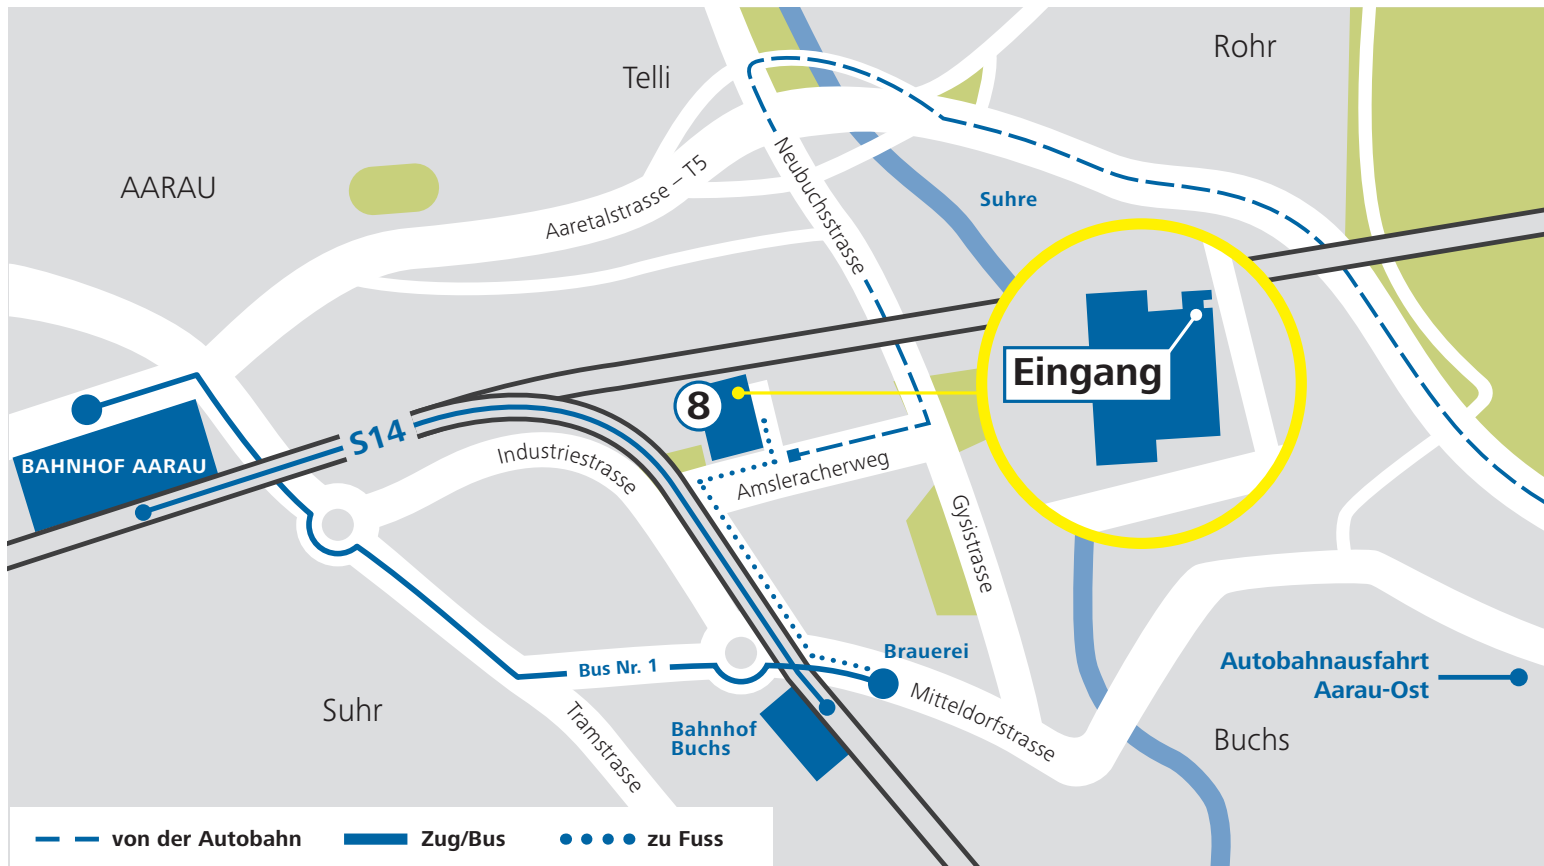 Rohr
Telli
AARAU
Aaretalstrasse – T5
Neubuchsstrasse
Suhre
Eingang
8
S14
BAHNHOF AARAU
Industriestrasse
Amsleracherweg
Gysistrasse
Brauerei
Bus Nr. 1
Autobahnausfahrt
Aarau-Ost
Suhr
Tramstrasse
Bahnhof
Buchs
Mitteldorfstrasse
Buchs
von der Autobahn
Zug/Bus
zu Fuss